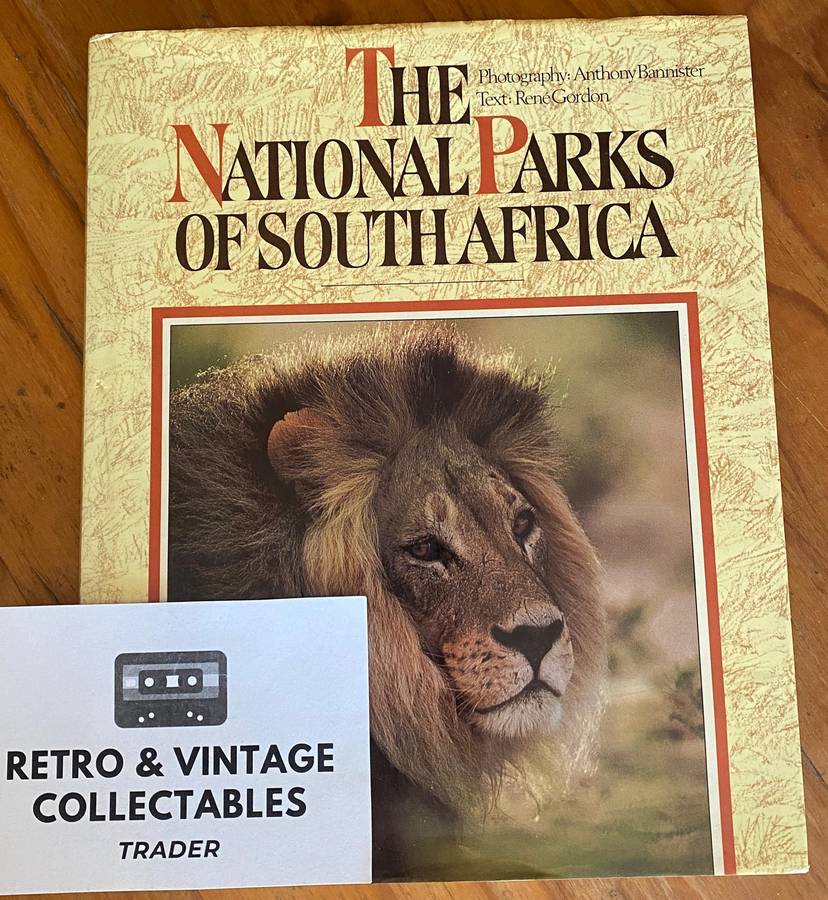 THE
Photography: Anthony Bannister
Text: René Gordon
NATIONAL PARKS
OF SOUTH AFRICA
RETRO & VINTAGE
COLLECTABLES
TRADER